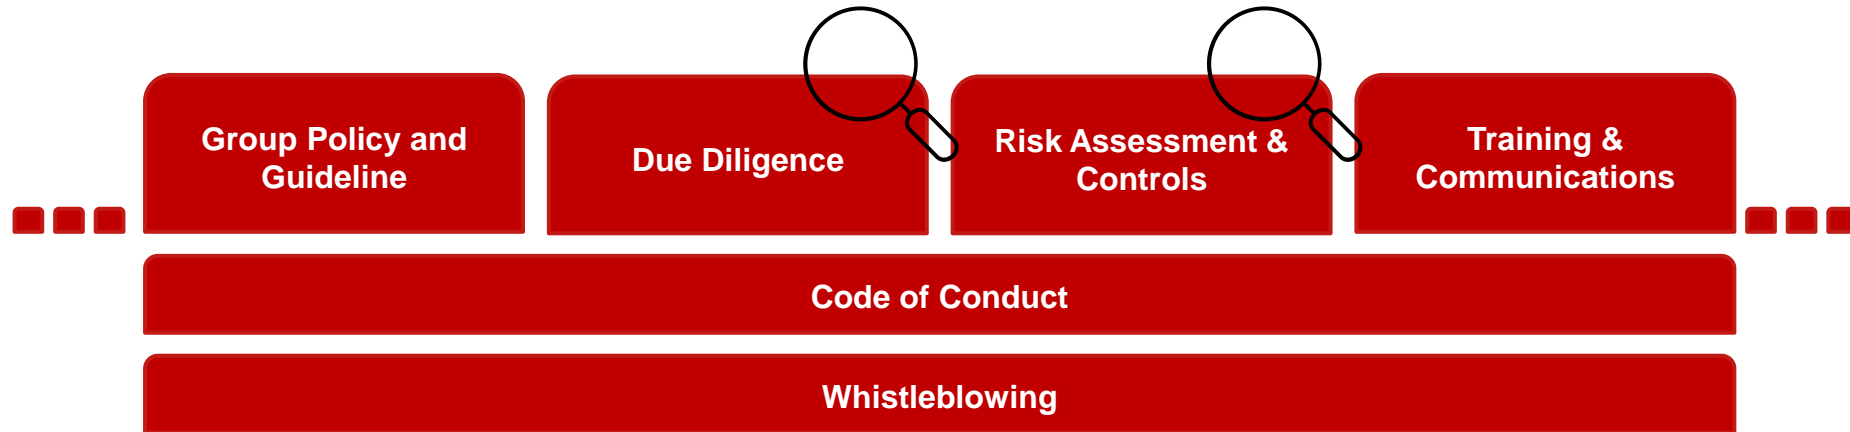 Group Policy and
Guideline
Due Diligence
Risk Assessment &
Controls
Training &
Communications
Code of Conduct
Whistleblowing